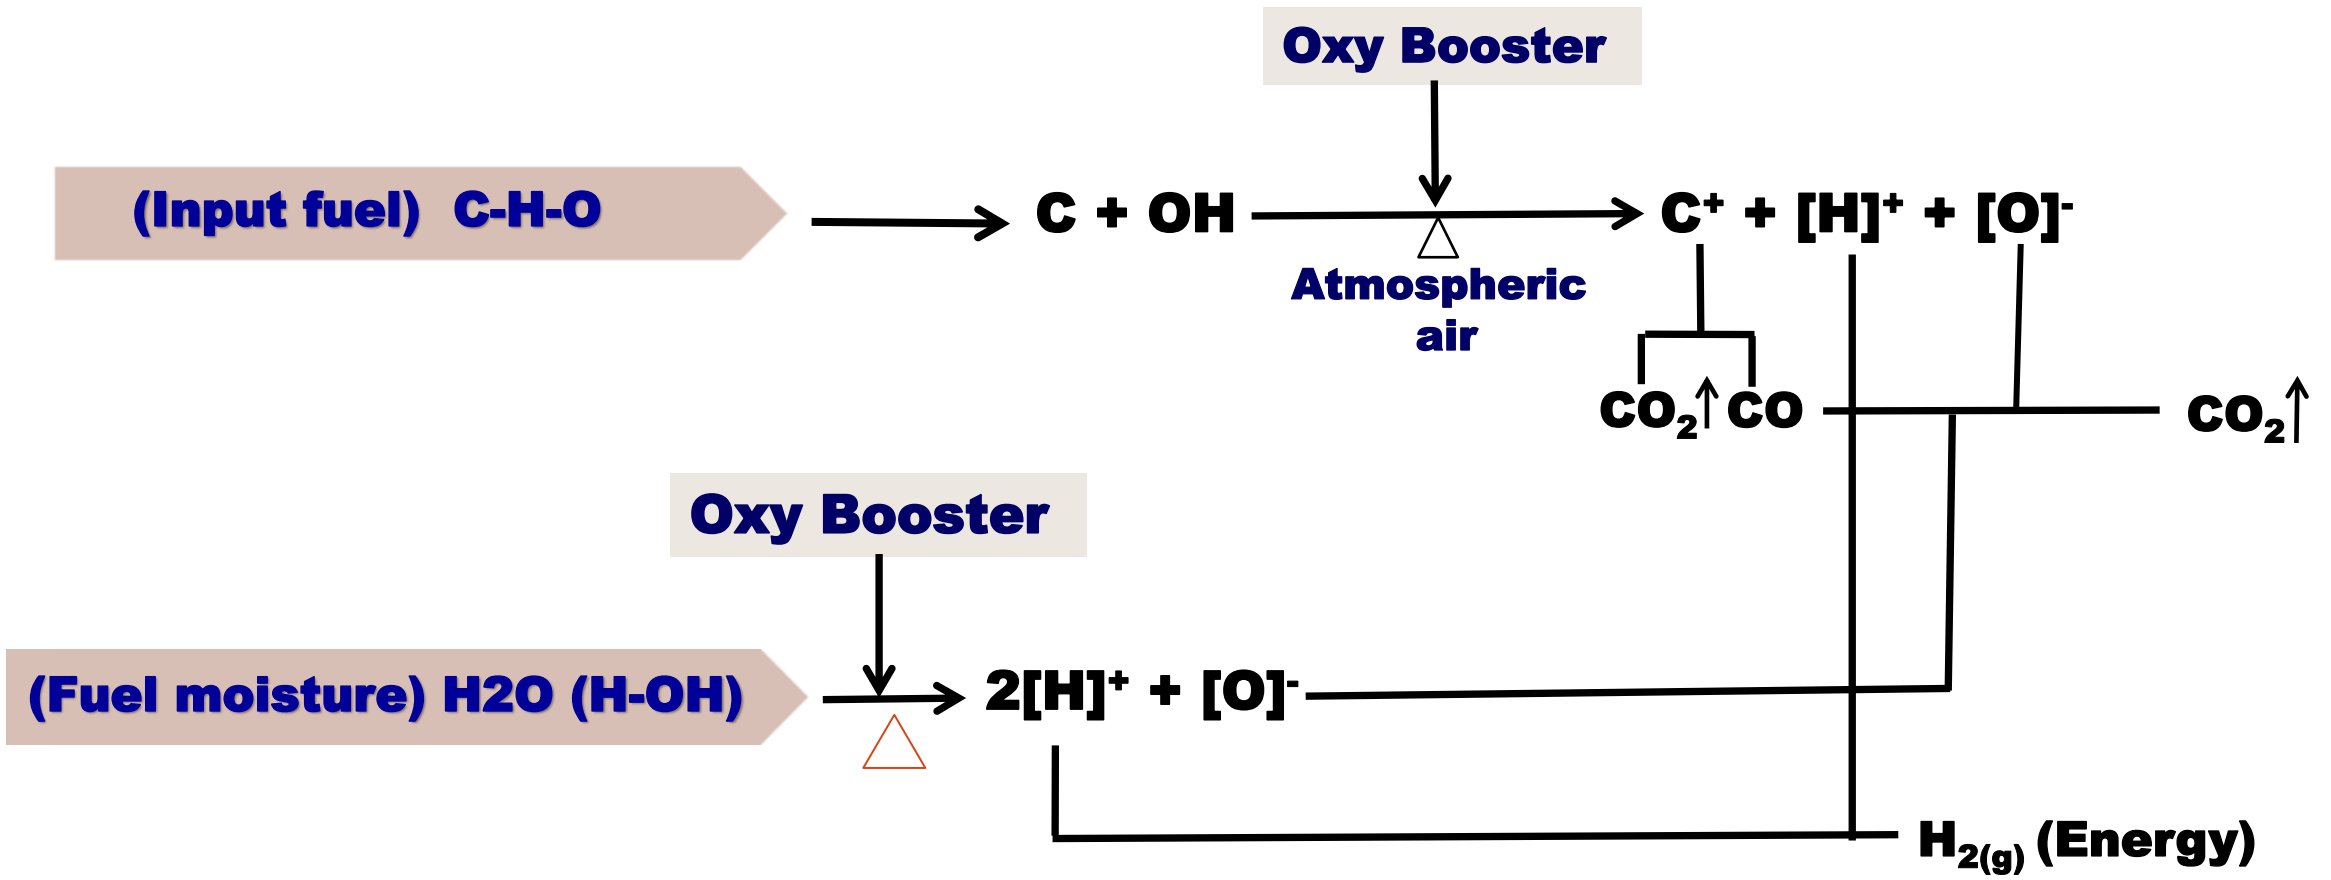 Oxy Booster
(Input fuel) C-H-O
C + OH
C⁺ + [H]⁺ + [O]⁻
Atmospheric
air
CO₂↑ CO
CO₂↑
Oxy Booster
(Fuel moisture) H2O (H-OH)
2[H]⁺ + [O]⁻
H₂(g) (Energy)